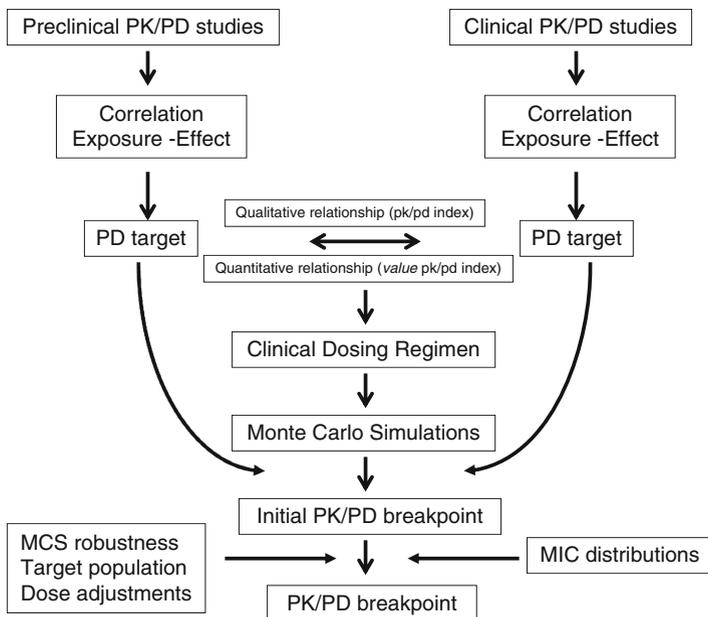 Preclinical PK/PD studies
Clinical PK/PD studies
Correlation
Exposure -Effect
Correlation
Exposure -Effect
Qualitative relationship (pk/pd index)
PD target
PD target
Quantitative relationship (value pk/pd index)
Clinical Dosing Regimen
Monte Carlo Simulations
Initial PK/PD breakpoint
MCS robustness
Target population
Dose adjustments
MIC distributions
PK/PD breakpoint